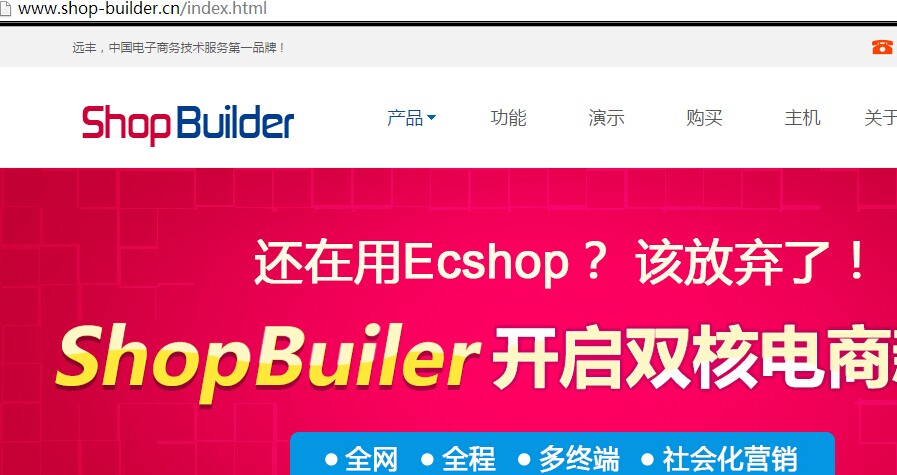 www.shop-builder.cn/index.html
远丰，中国电子商务技术服务第一品牌！
ShopBuilder 产品 功能 演示 购买 主机 关于
还在用Ecshop？ 该放弃了！
ShopBuiler 开启双核电商
● 全网 ● 全程 ● 多终端 ● 社会化营销